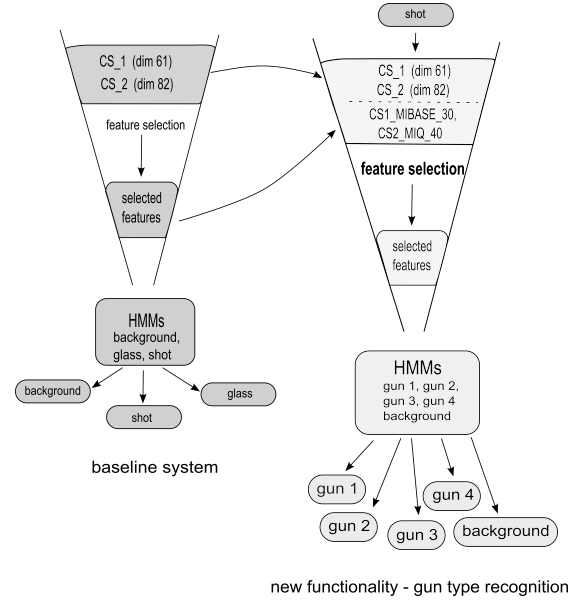 CS_1 (dim 61)
CS_2 (dim 82)
feature selection
selected
features
HMMs
background,
glass, shot
background
shot
glass
baseline system
shot
CS_1 (dim 61)
CS_2 (dim 82)
CS1_MIBASE_30,
CS2_MIQ_40
feature selection
selected
features
HMMs
gun 1, gun 2,
gun 3, gun 4
background
gun 1
gun 2
gun 3
gun 4
background
new functionality - gun type recognition